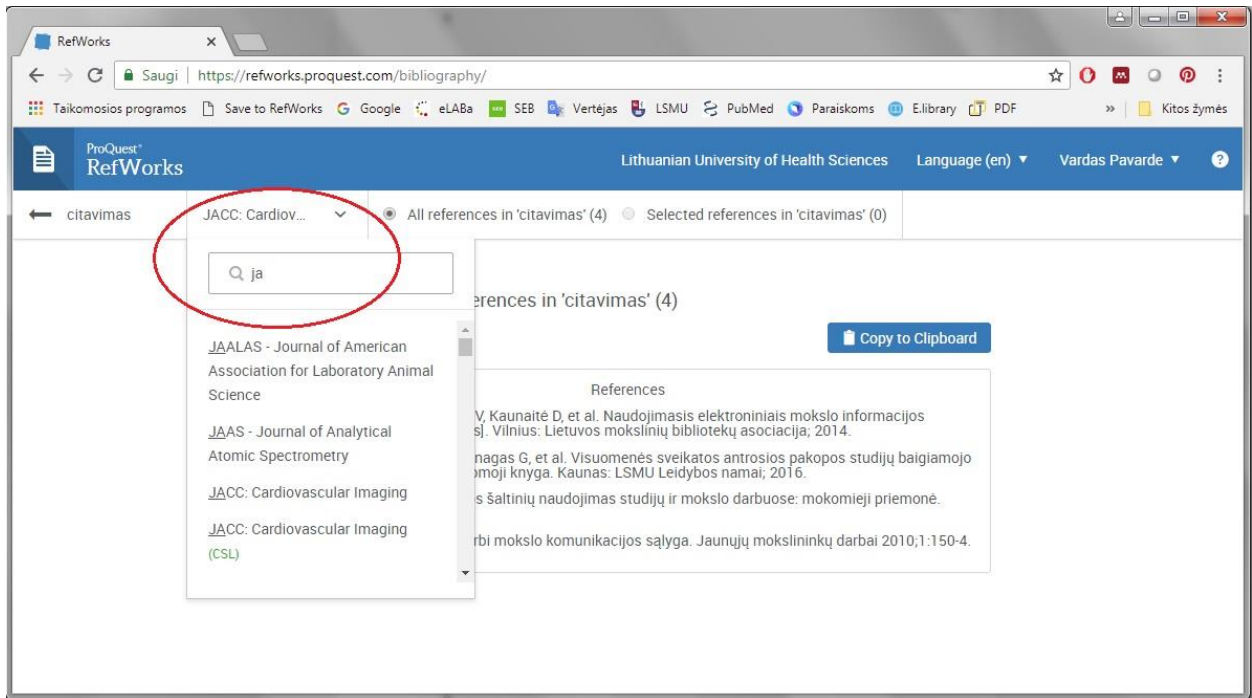 RefWorks
Saugi https://refworks.proquest.com/bibliography/
Taikomosios programos Save to RefWorks Google eLABa SEB Vertėjas LSMU PubMed Paraiskoms E.library PDF » Kitos žymės
ProQuest®
RefWorks
Lithuanian University of Health Sciences Language (en) Vardas Pavarde ?
citavimas JACC: Cardiov... All references in 'citavimas' (4) Selected references in 'citavimas' (0)
ja
erences in 'citavimas' (4)
Copy to Clipboard
JAALAS - Journal of American
Association for Laboratory Animal
Science
JAAS - Journal of Analytical
Atomic Spectrometry
JACC: Cardiovascular Imaging
JACC: Cardiovascular Imaging
(CSL)
References
V, Kaunaitė D, et al. Naudojimasis elektroniniais mokslo informacijos
s]. Vilnius: Lietuvos mokslinių bibliotekų asociacija; 2014.
nagas G, et al. Visuomenės sveikatos antrosios pakopos studijų baigiamojo
omoji knyga. Kaunas: LSMU Leidybos namai; 2016.
s šaltinių naudojimas studijų ir mokslo darbuose: mokomieji priemonė.
rbi mokslo komunikacijos sąlyga. Jaunųjų mokslininkų darbai 2010;1:150-4.